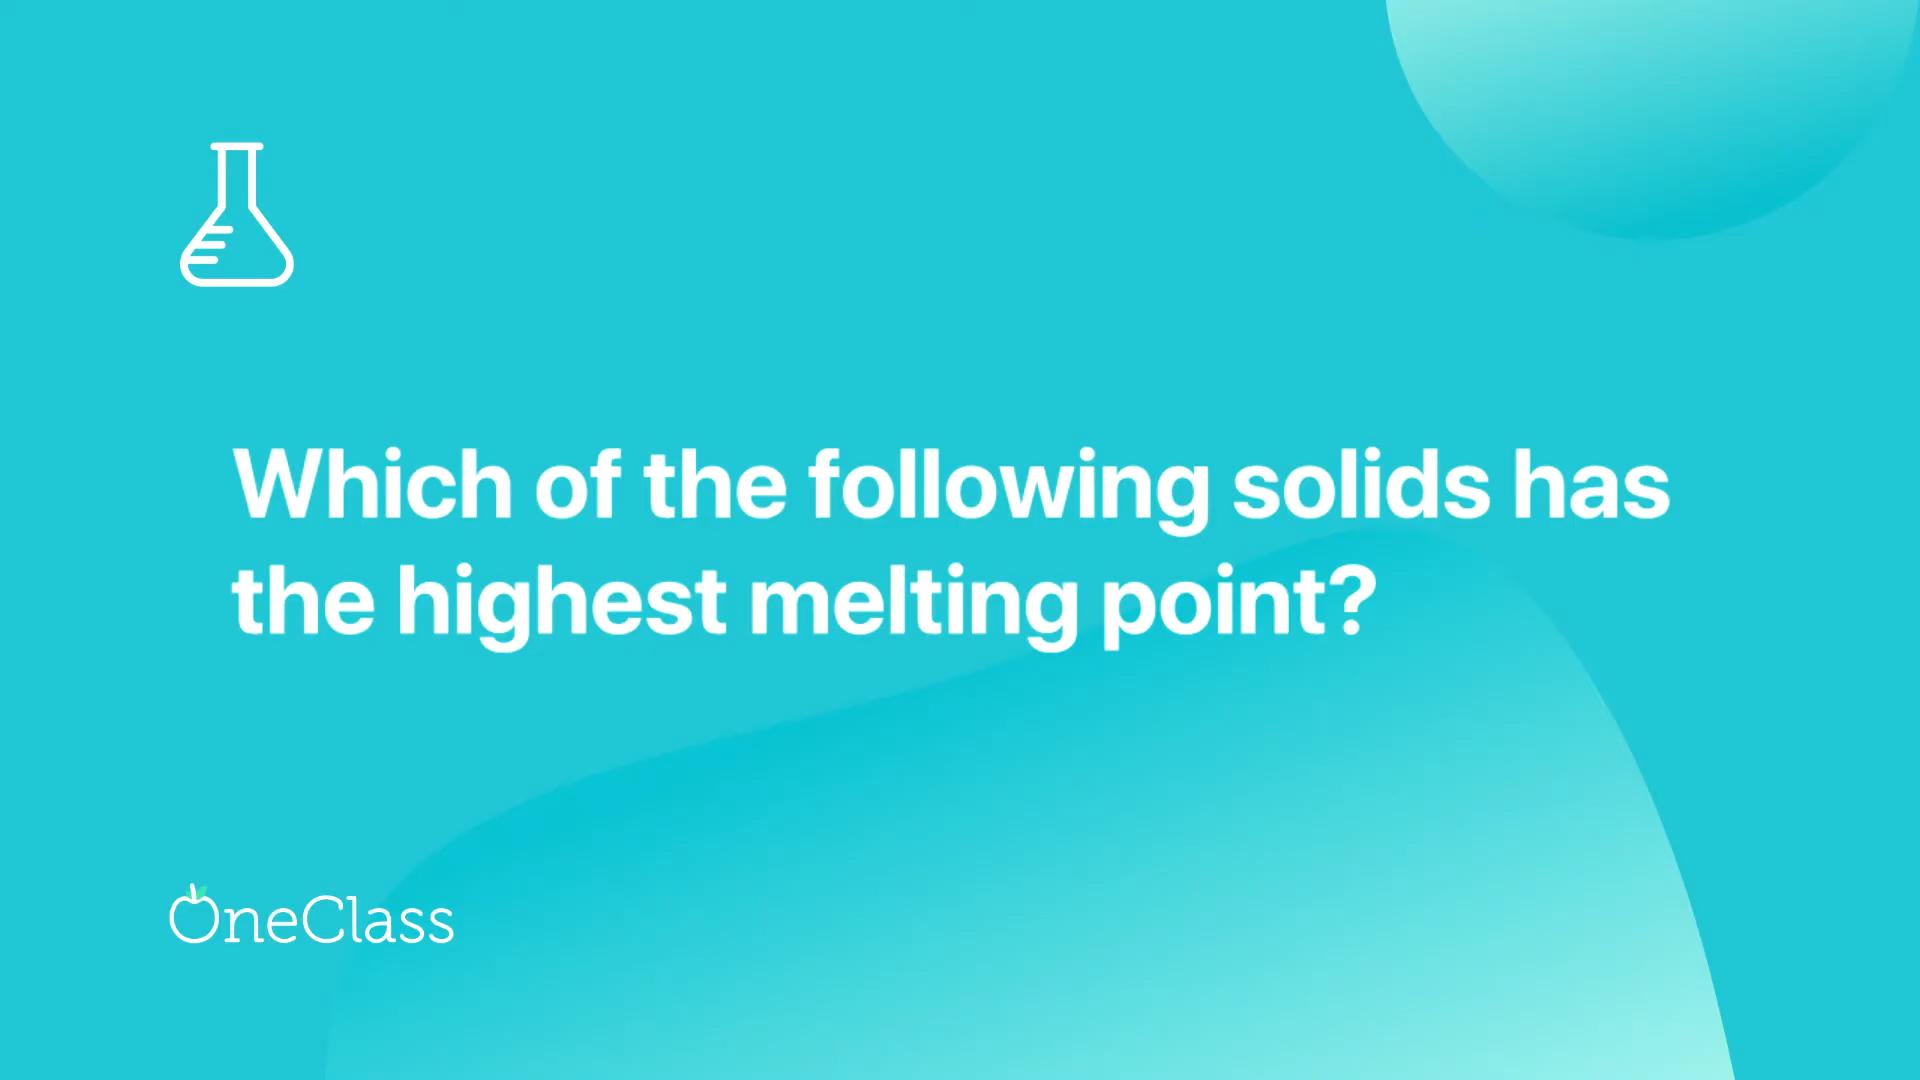 Which of the following solids has
the highest melting point?
OneClass